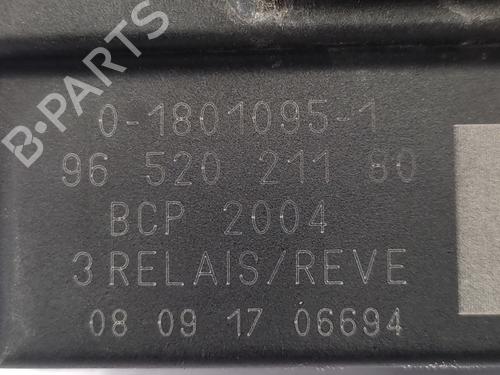 0-1801095-1
96 520 211 80
BCP 2004
3 RELAIS/REVE
08 09 17 06694
B-PARTS